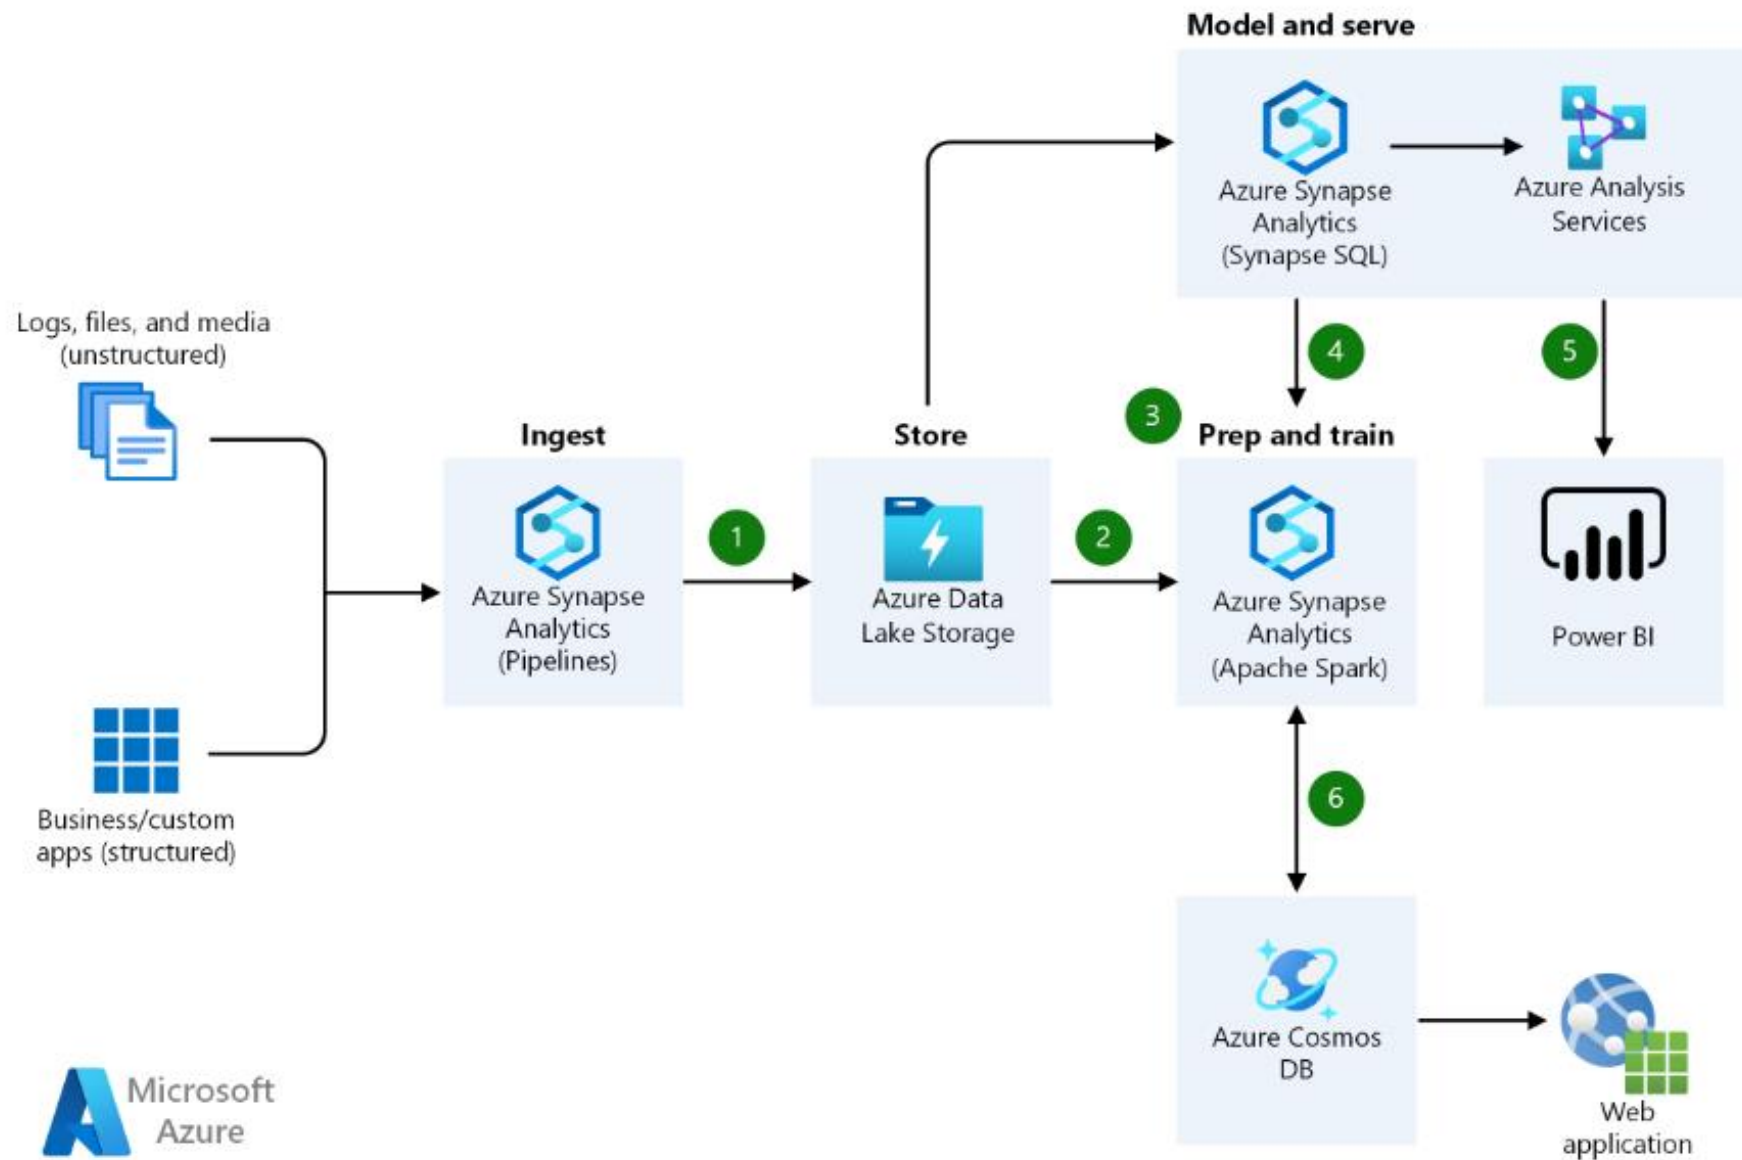 Model and serve
Azure Synapse
Analytics
(Synapse SQL)
Azure Analysis
Services
Logs, files, and media
(unstructured)
4
5
3
Ingest
Store
Prep and train
1
2
Azure Synapse
Analytics
(Pipelines)
Azure Data
Lake Storage
Azure Synapse
Analytics
(Apache Spark)
Power BI
Business/custom
apps (structured)
6
Azure Cosmos
DB
Microsoft
Azure
Web
application